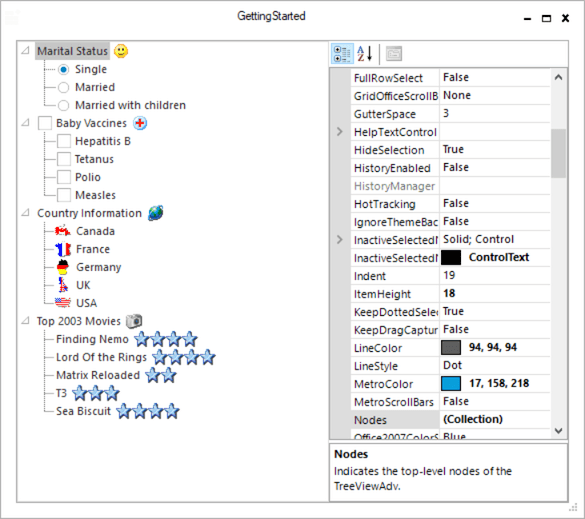 GettingStarted
Marital Status
Single
Married
Married with children
Baby Vaccines
Hepatitis B
Tetanus
Polio
Measles
Country Information
Canada
France
Germany
UK
USA
Top 2003 Movies
Finding Nemo
Lord Of the Rings
Matrix Reloaded
T3
Sea Biscuit
FullRowSelect False
GridOfficeScrollB None
GutterSpace 3
HelpTextControl
HideSelection True
HistoryEnabled False
HistoryManager
HotTracking False
IgnoreThemeBac False
InactiveSelectedI Solid; Control
InactiveSelectedI ControlText
Indent 19
ItemHeight 18
KeepDottedSelec True
KeepDragCaptur False
LineColor 94, 94, 94
LineStyle Dot
MetroColor 17, 158, 218
MetroScrollBars False
Nodes (Collection)
Office2007ColorS Blue
Nodes
Indicates the top-level nodes of the
TreeViewAdv.